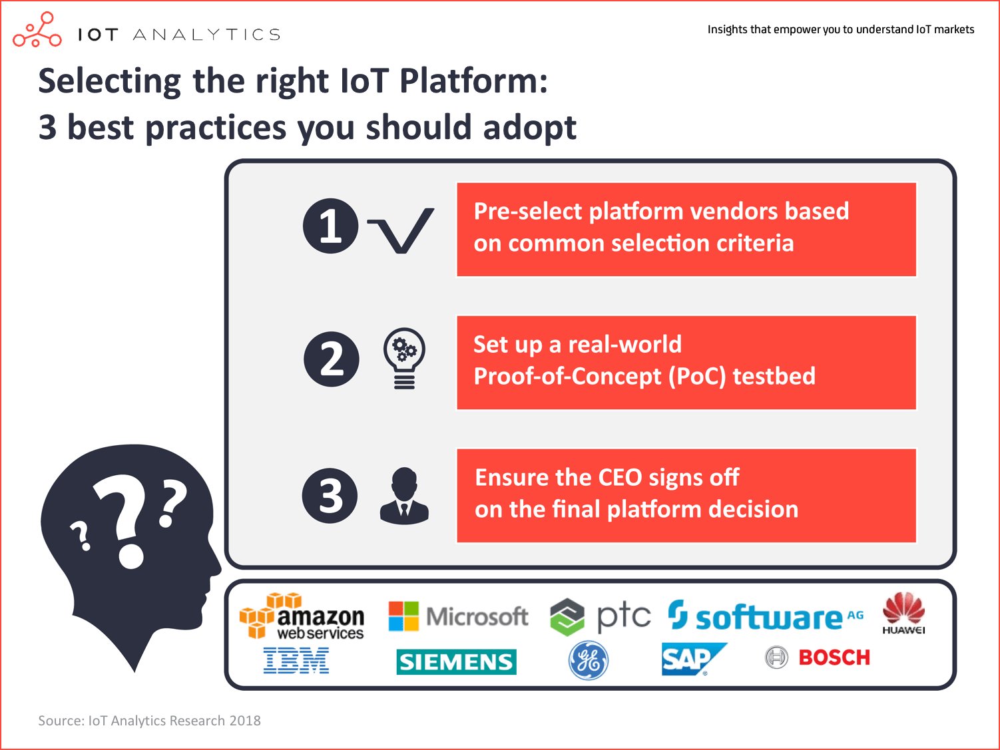 IOT ANALYTICS
Insights that empower you to understand IoT markets
Selecting the right IoT Platform:
3 best practices you should adopt
1
Pre-select platform vendors based
on common selection criteria
2
Set up a real-world
Proof-of-Concept (PoC) testbed
3
Ensure the CEO signs off
on the final platform decision
? ? ?
amazon
web services
Microsoft
ptc
software AG
HUAWEI
IBM
SIEMENS
GE
SAP
BOSCH
Source: IoT Analytics Research 2018